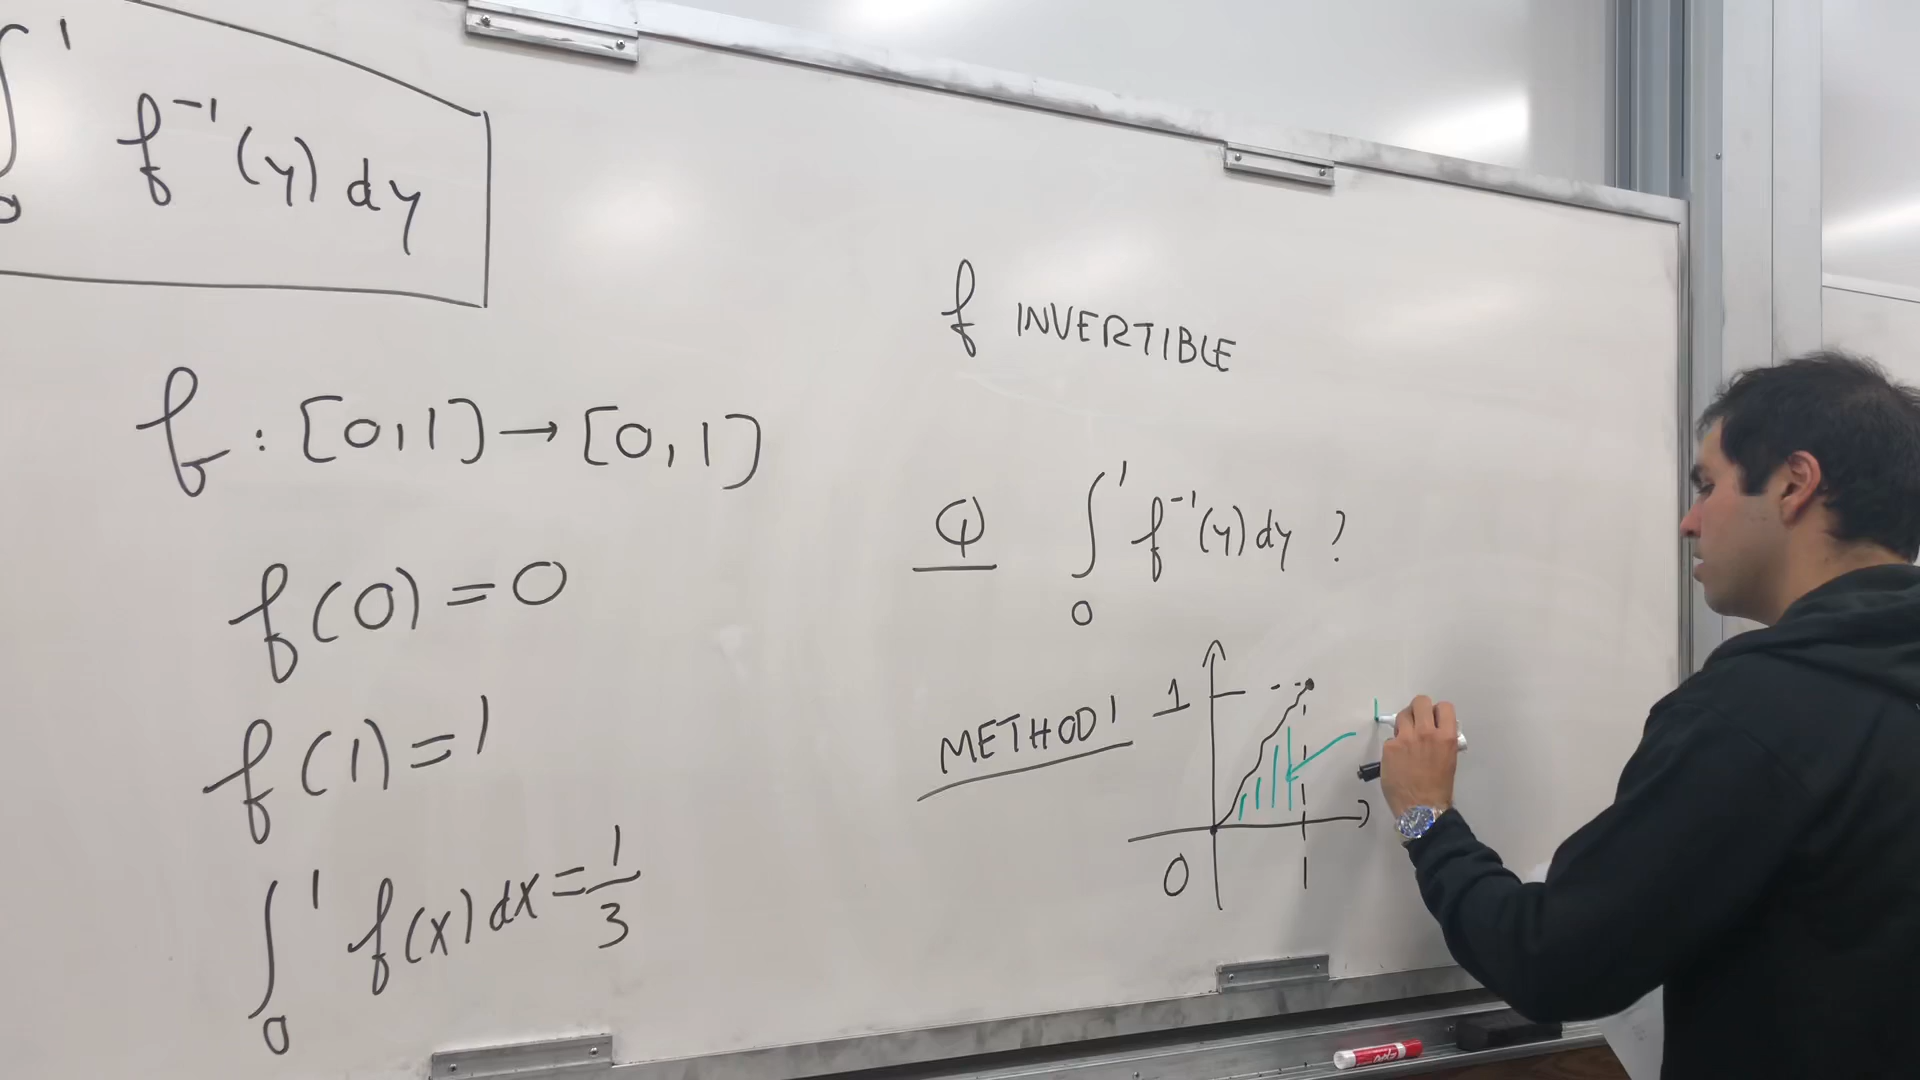 ∫₀¹ f⁻¹(y) dy
f : [0,1] → [0,1]
f(0) = 0
f(1) = 1
∫₀¹ f(x) dx = 1/3
f INVERTIBLE
Q ∫₀¹ f⁻¹(y) dy ?
METHOD 1
1
0
1